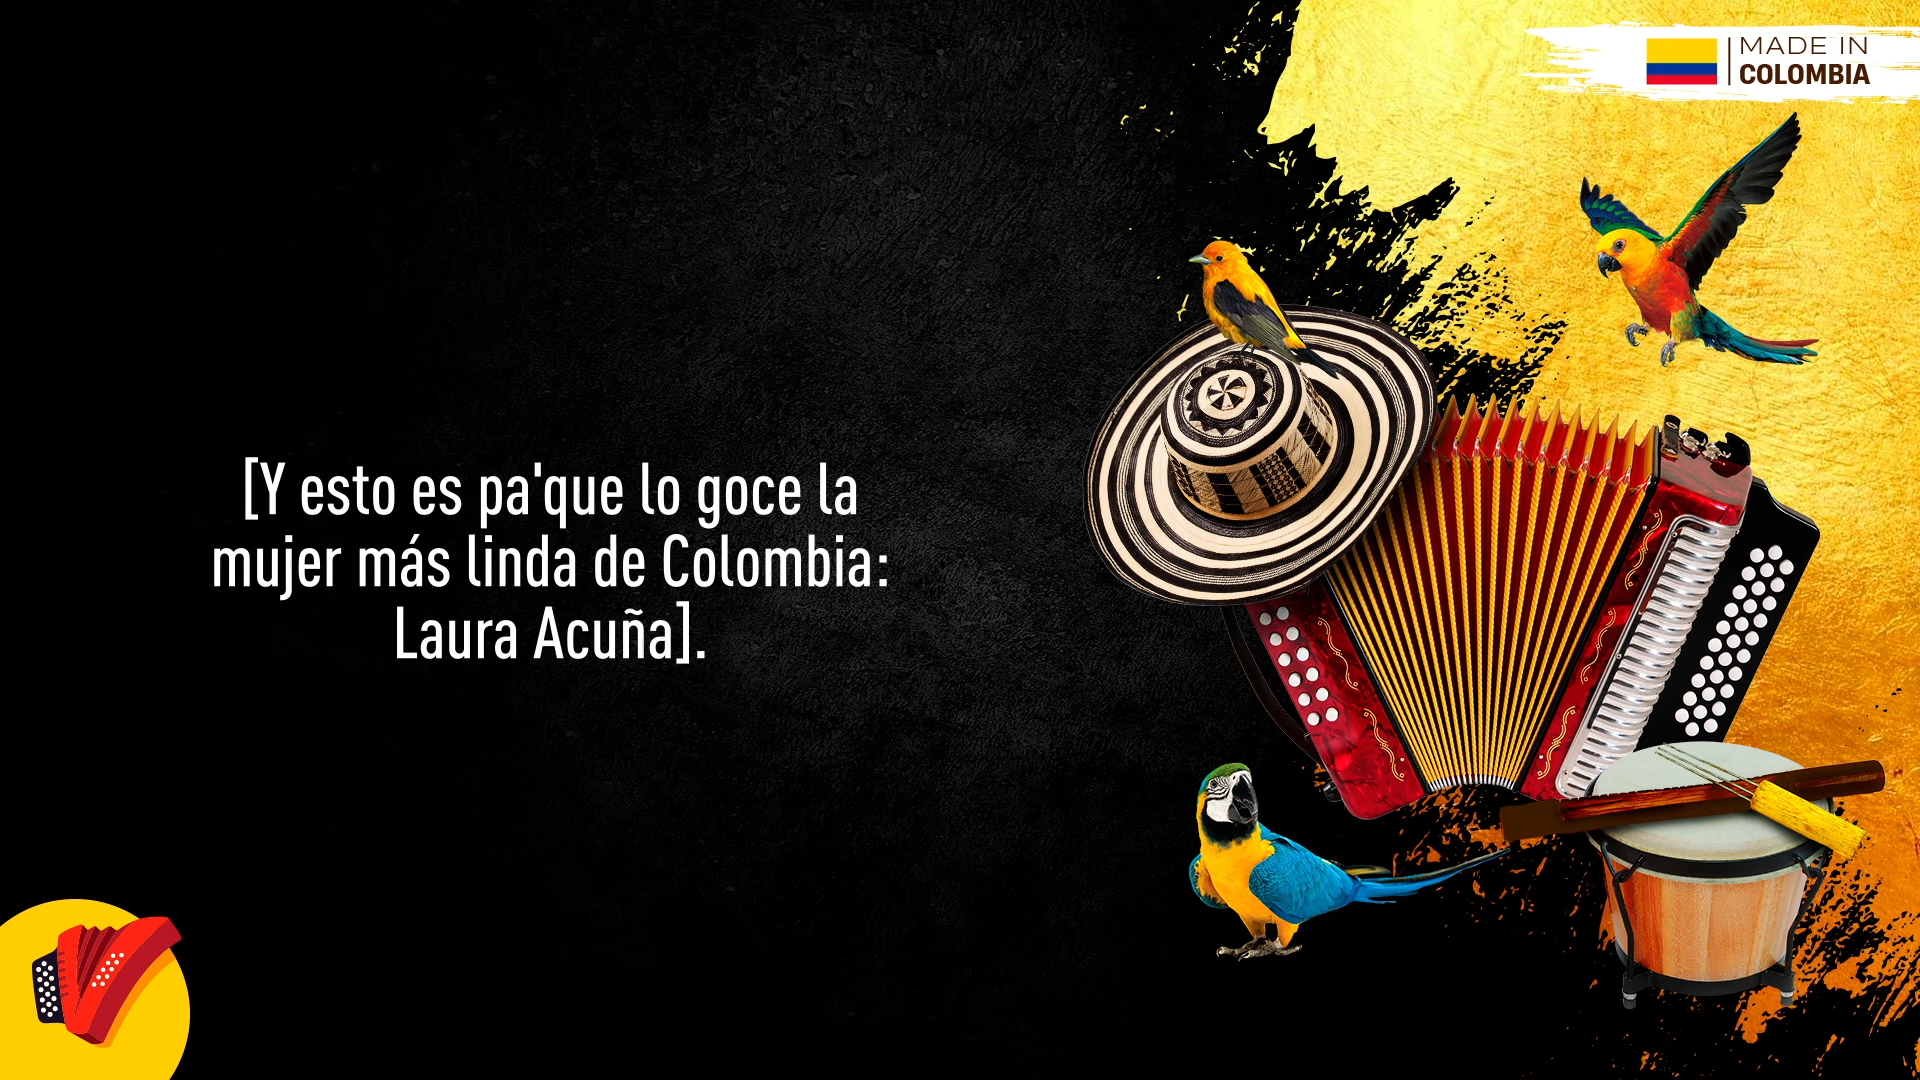 MADE IN
COLOMBIA
[Y esto es pa'que lo goce la
mujer más linda de Colombia:
Laura Acuña].